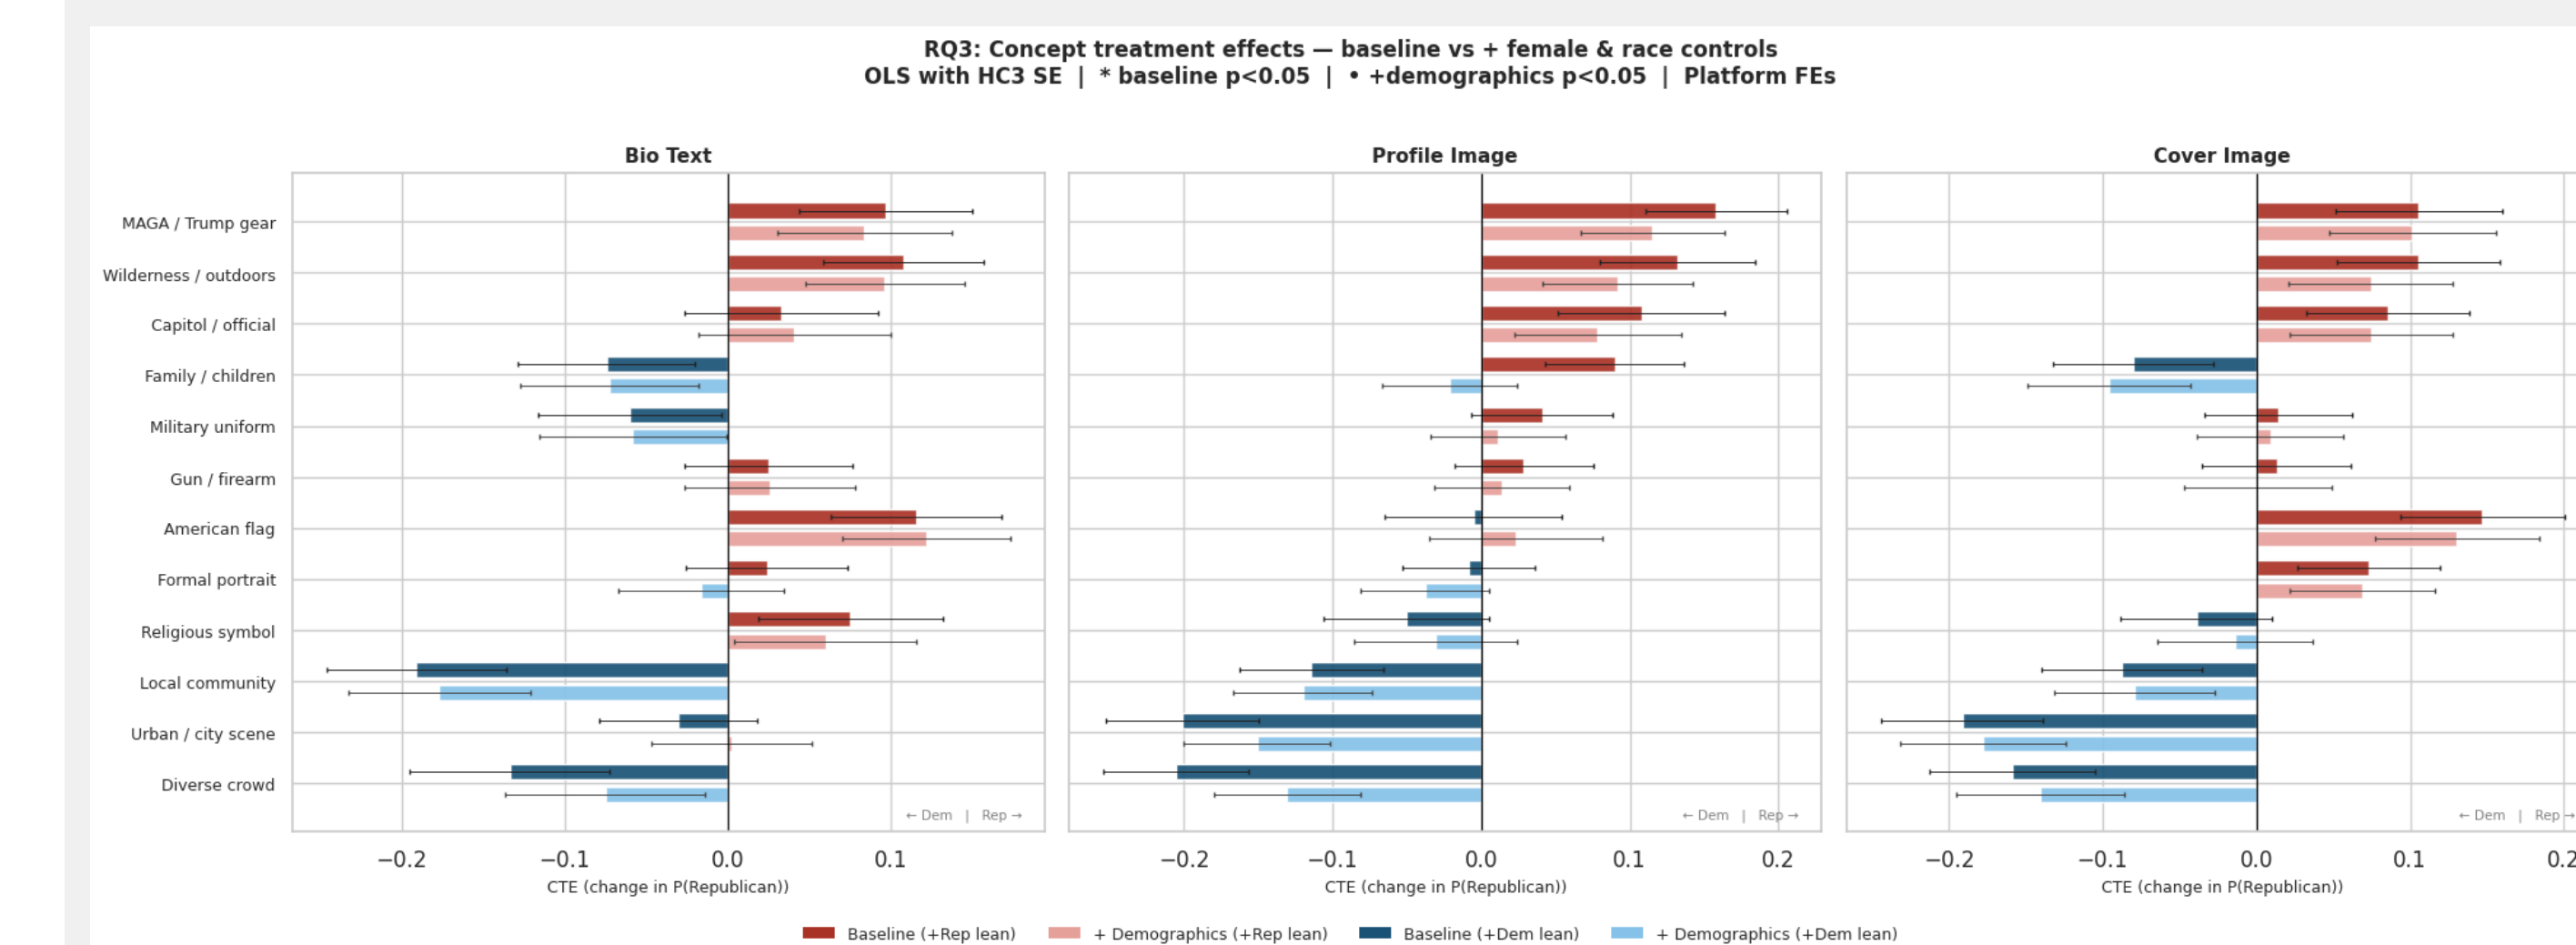 RQ3: Concept treatment effects — baseline vs + female & race controls
OLS with HC3 SE | * baseline p<0.05 | • +demographics p<0.05 | Platform FEs
Bio Text
Profile Image
Cover Image
MAGA / Trump gear
Wilderness / outdoors
Capitol / official
Family / children
Military uniform
Gun / firearm
American flag
Formal portrait
Religious symbol
Local community
Urban / city scene
Diverse crowd
← Dem | Rep →
← Dem | Rep →
← Dem | Rep →
−0.2 −0.1 0.0 0.1
−0.2 −0.1 0.0 0.1 0.2
−0.2 −0.1 0.0 0.1 0.2
CTE (change in P(Republican))
CTE (change in P(Republican))
CTE (change in P(Republican))
Baseline (+Rep lean)
+ Demographics (+Rep lean)
Baseline (+Dem lean)
+ Demographics (+Dem lean)